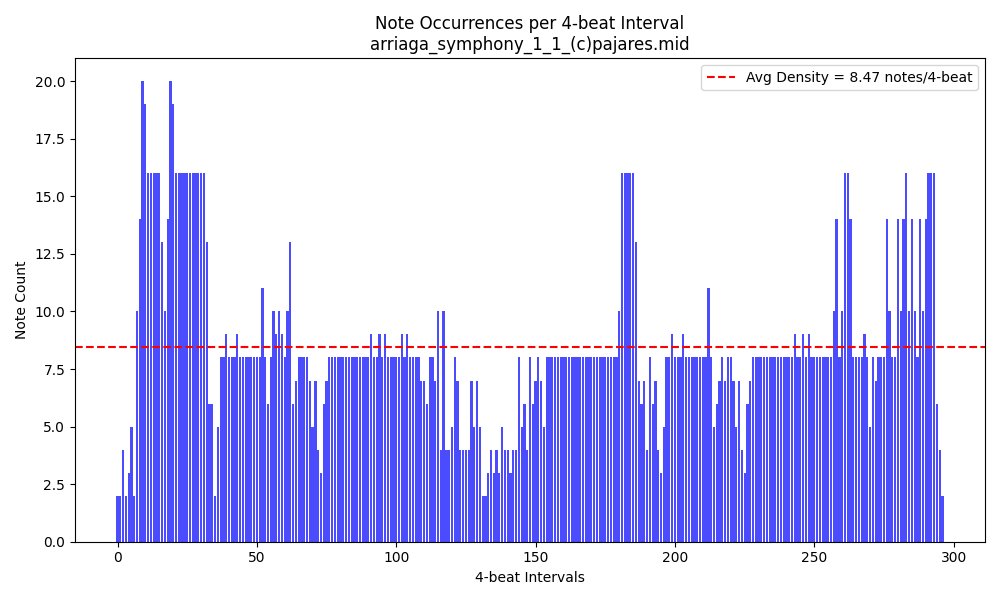 Note Occurrences per 4-beat Interval
arriaga_symphony_1_1_(c)pajares.mid
Avg Density = 8.47 notes/4-beat
Note Count
20.0
17.5
15.0
12.5
10.0
7.5
5.0
2.5
0.0
0 50 100 150 200 250 300
4-beat Intervals